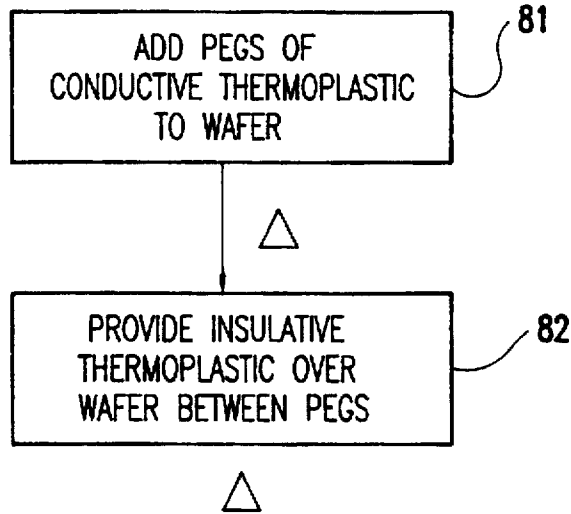 81
ADD PEGS OF
CONDUCTIVE THERMOPLASTIC
TO WAFER
△
82
PROVIDE INSULATIVE
THERMOPLASTIC OVER
WAFER BETWEEN PEGS
△